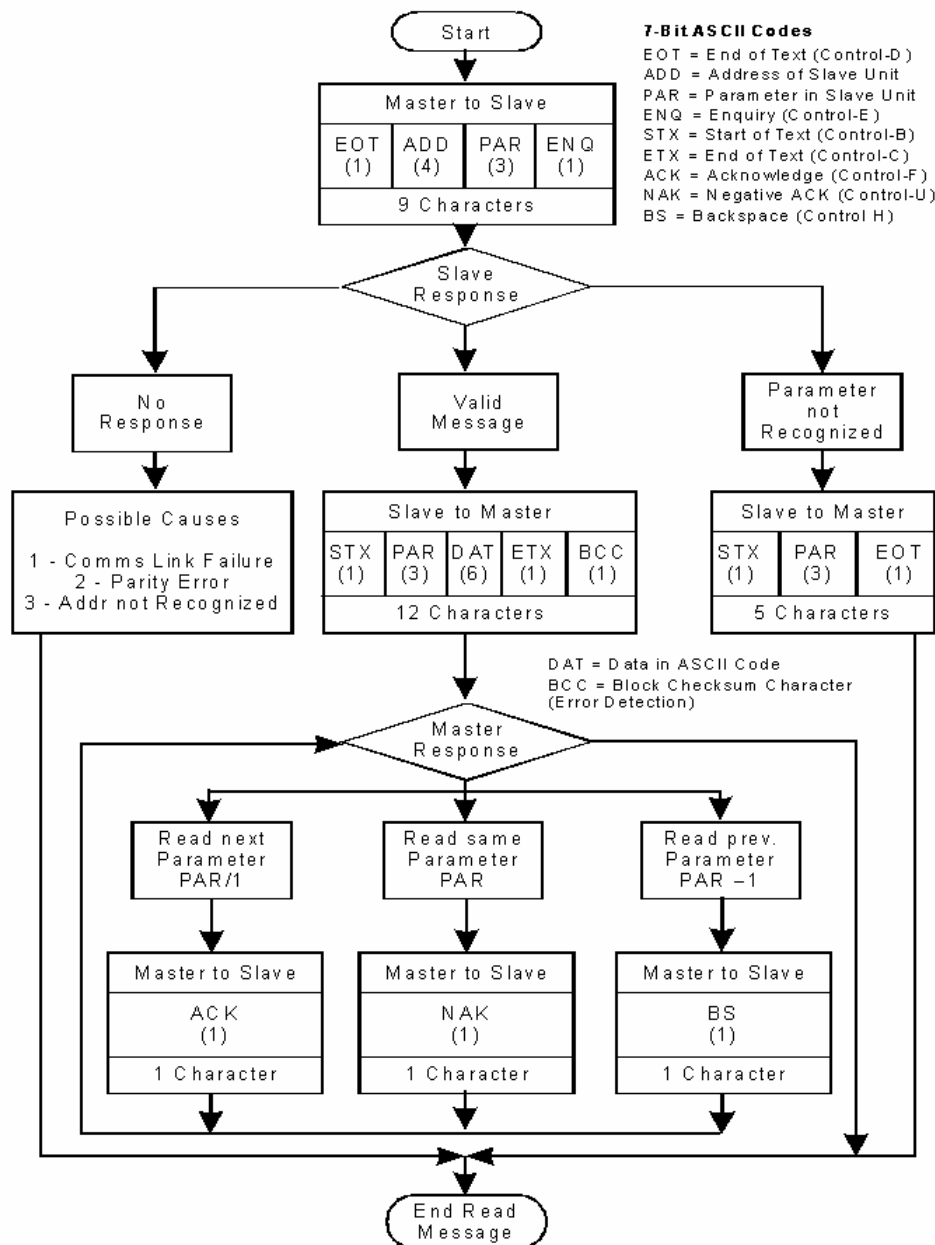 Start
7-Bit ASCII Codes
EOT = End of Text (Control-D)
ADD = Address of Slave Unit
PAR = Parameter in Slave Unit
ENQ = Enquiry (Control-E)
STX = Start of Text (Control-B)
ETX = End of Text (Control-C)
ACK = Acknowledge (Control-F)
NAK = Negative ACK (Control-U)
BS = Backspace (Control H)
Master to Slave
EOT ADD PAR ENQ
(1) (4) (3) (1)
9 Characters
Slave
Response
No
Response
Valid
Message
Parameter
not
Recognized
Possible Causes
1 - Comms Link Failure
2 - Parity Error
3 - Addr not Recognized
Slave to Master
STX PAR DAT ETX BCC
(1) (3) (6) (1) (1)
12 Characters
Slave to Master
STX PAR EOT
(1) (3) (1)
5 Characters
DAT = Data in ASCII Code
BCC = Block Checksum Character
(Error Detection)
Master
Response
Read next
Parameter
PAR/1
Read same
Parameter
PAR
Read prev.
Parameter
PAR –1
Master to Slave
ACK
(1)
1 Character
Master to Slave
NAK
(1)
1 Character
Master to Slave
BS
(1)
1 Character
End Read
Message